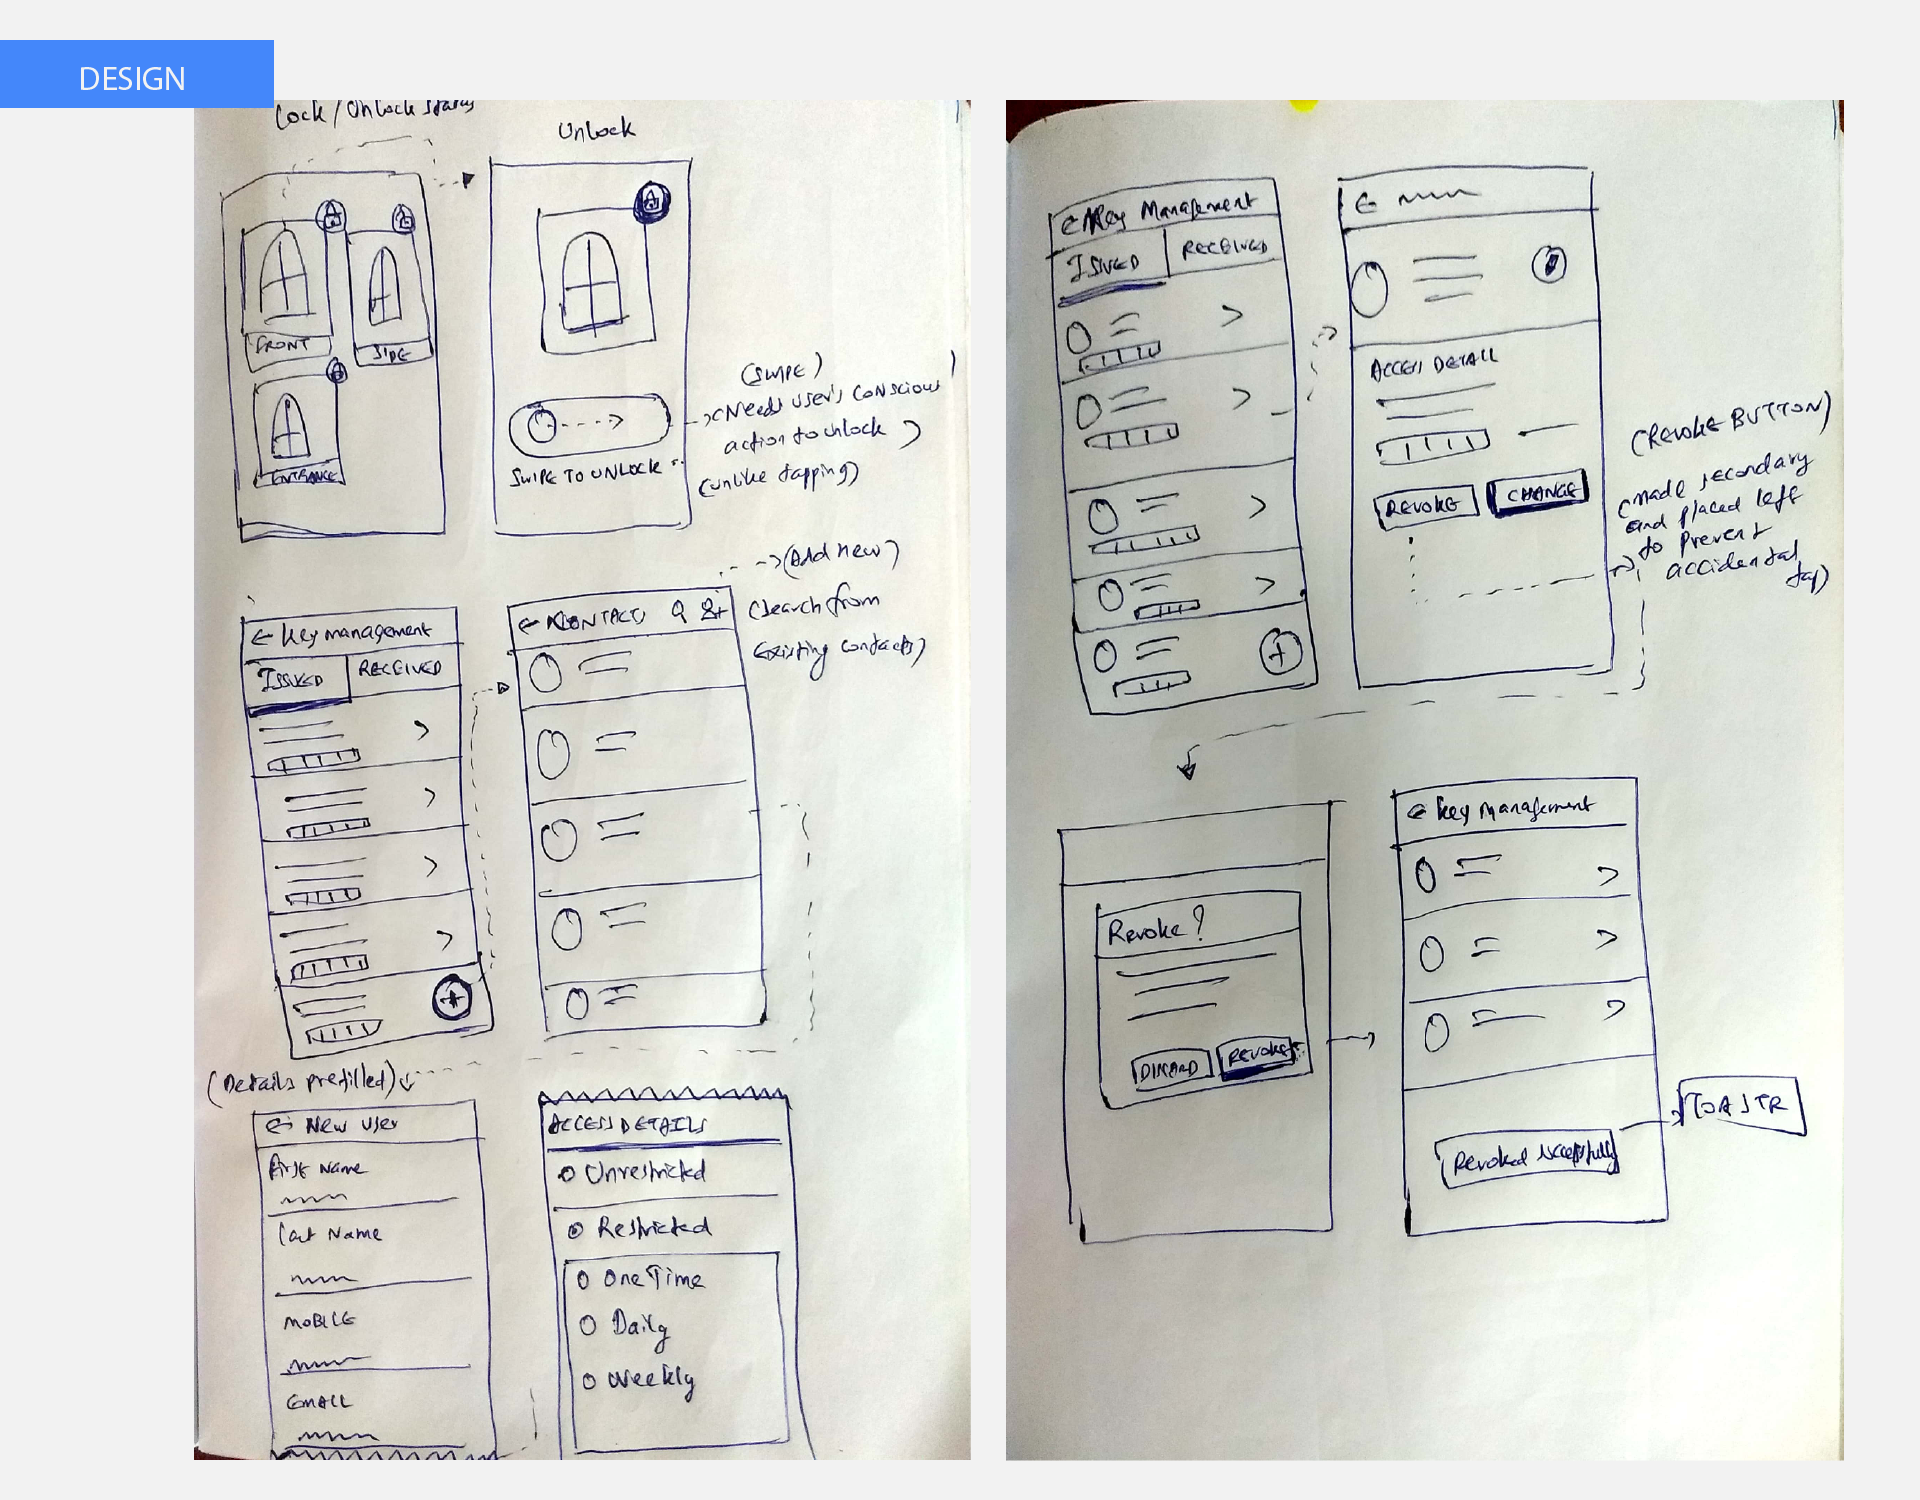 DESIGN
Lock / Unlock status
Unlock
FRONT
SIDE
ENTRANCE
SWIPE TO UNLOCK
(SWIPE)
(Needs user's conscious
action to unlock)
(unlike tapping)
← Key management
ISSUED
RECEIVED
← CONTACTS
(Add new)
(Search from
Existing contacts)
(Details prefilled)
← New User
First Name
Last Name
MOBILE
EMAIL
ACCESS DETAILS
Unrestricted
Restricted
One Time
Daily
Weekly
← Key Management
ISSUED
RECEIVED
←
ACCESS DETAIL
REVOKE
CHANGE
(REVOKE BUTTON)
(made secondary
and placed left
to prevent
accidental
tap)
Revoke?
REVOKE
← Key Management
Revoked successfully
TOASTR